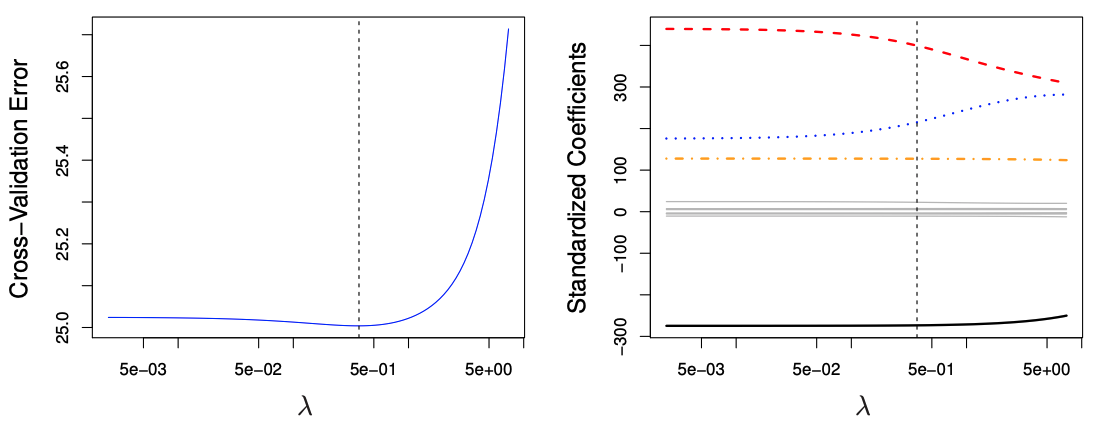 Cross−Validation Error
25.0
25.2
25.4
25.6
5e−03
5e−02
5e−01
5e+00
λ
Standardized Coefficients
−300
−100
0
100
300
5e−03
5e−02
5e−01
5e+00
λ